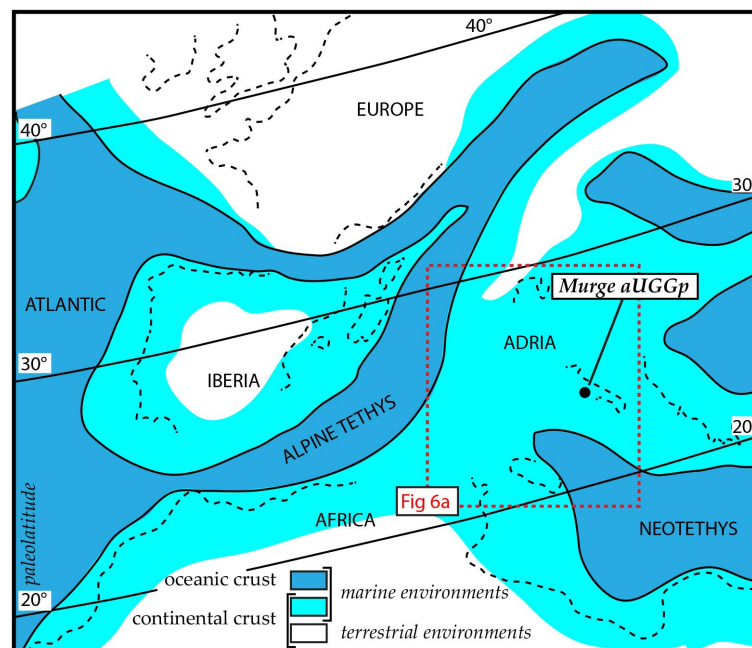 40°
EUROPE
40°
30°
Murge aUGGp
ATLANTIC
ADRIA
30°
IBERIA
20°
ALPINE TETHYS
Fig 6a
AFRICA
NEOTETHYS
paleolatitude
20°
oceanic crust
marine environments
continental crust
terrestrial environments